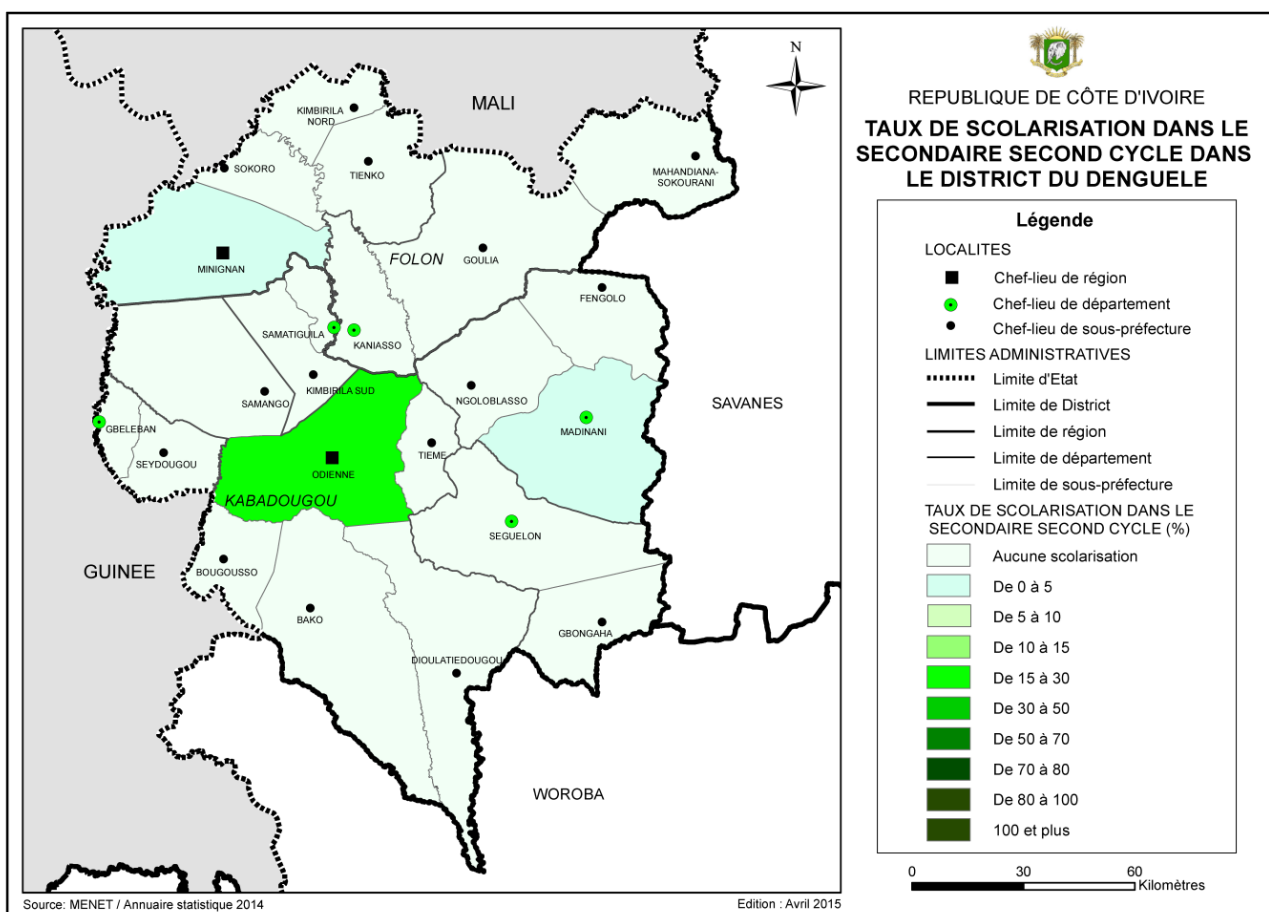 REPUBLIQUE DE CÔTE D'IVOIRE
TAUX DE SCOLARISATION DANS LE
SECONDAIRE SECOND CYCLE DANS
LE DISTRICT DU DENGUELE
N
MALI
KIMBIRILA
NORD
SOKORO
TIENKO
MAHANDIANA-
SOKOURANI
FOLON
GOULIA
MINIGNAN
FENGOLO
SAMATIGUILA
KANIASSO
KIMBIRILA SUD
SAMANGO
NGOLOBLASSO
SAVANES
GBELEBAN
MADINANI
SEYDOUGOU
TIEME
ODIENNE
KABADOUGOU
SEGUELON
GUINEE
BOUGOUSSO
BAKO
GBONGAHA
DIOULATIEDOUGOU
WOROBA
Légende
LOCALITES
Chef-lieu de région
Chef-lieu de département
Chef-lieu de sous-préfecture
LIMITES ADMINISTRATIVES
Limite d'Etat
Limite de District
Limite de région
Limite de département
Limite de sous-préfecture
TAUX DE SCOLARISATION DANS LE
SECONDAIRE SECOND CYCLE (%)
Aucune scolarisation
De 0 à 5
De 5 à 10
De 10 à 15
De 15 à 30
De 30 à 50
De 50 à 70
De 70 à 80
De 80 à 100
100 et plus
0 30 60
Kilomètres
Source: MENET / Annuaire statistique 2014
Edition : Avril 2015